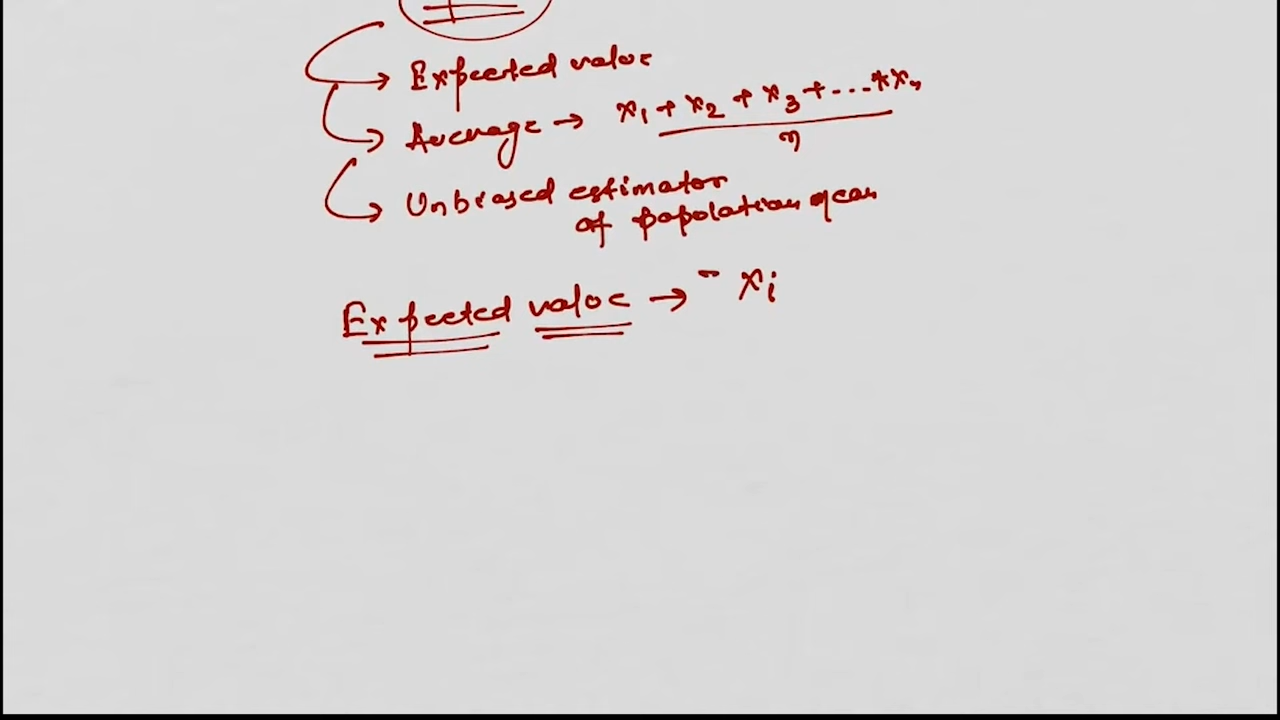 Expected value
Average → x₁ + x₂ + x₃ + ... + xₙ
n
Unbiased estimator
of population mean
Expected value → xᵢ